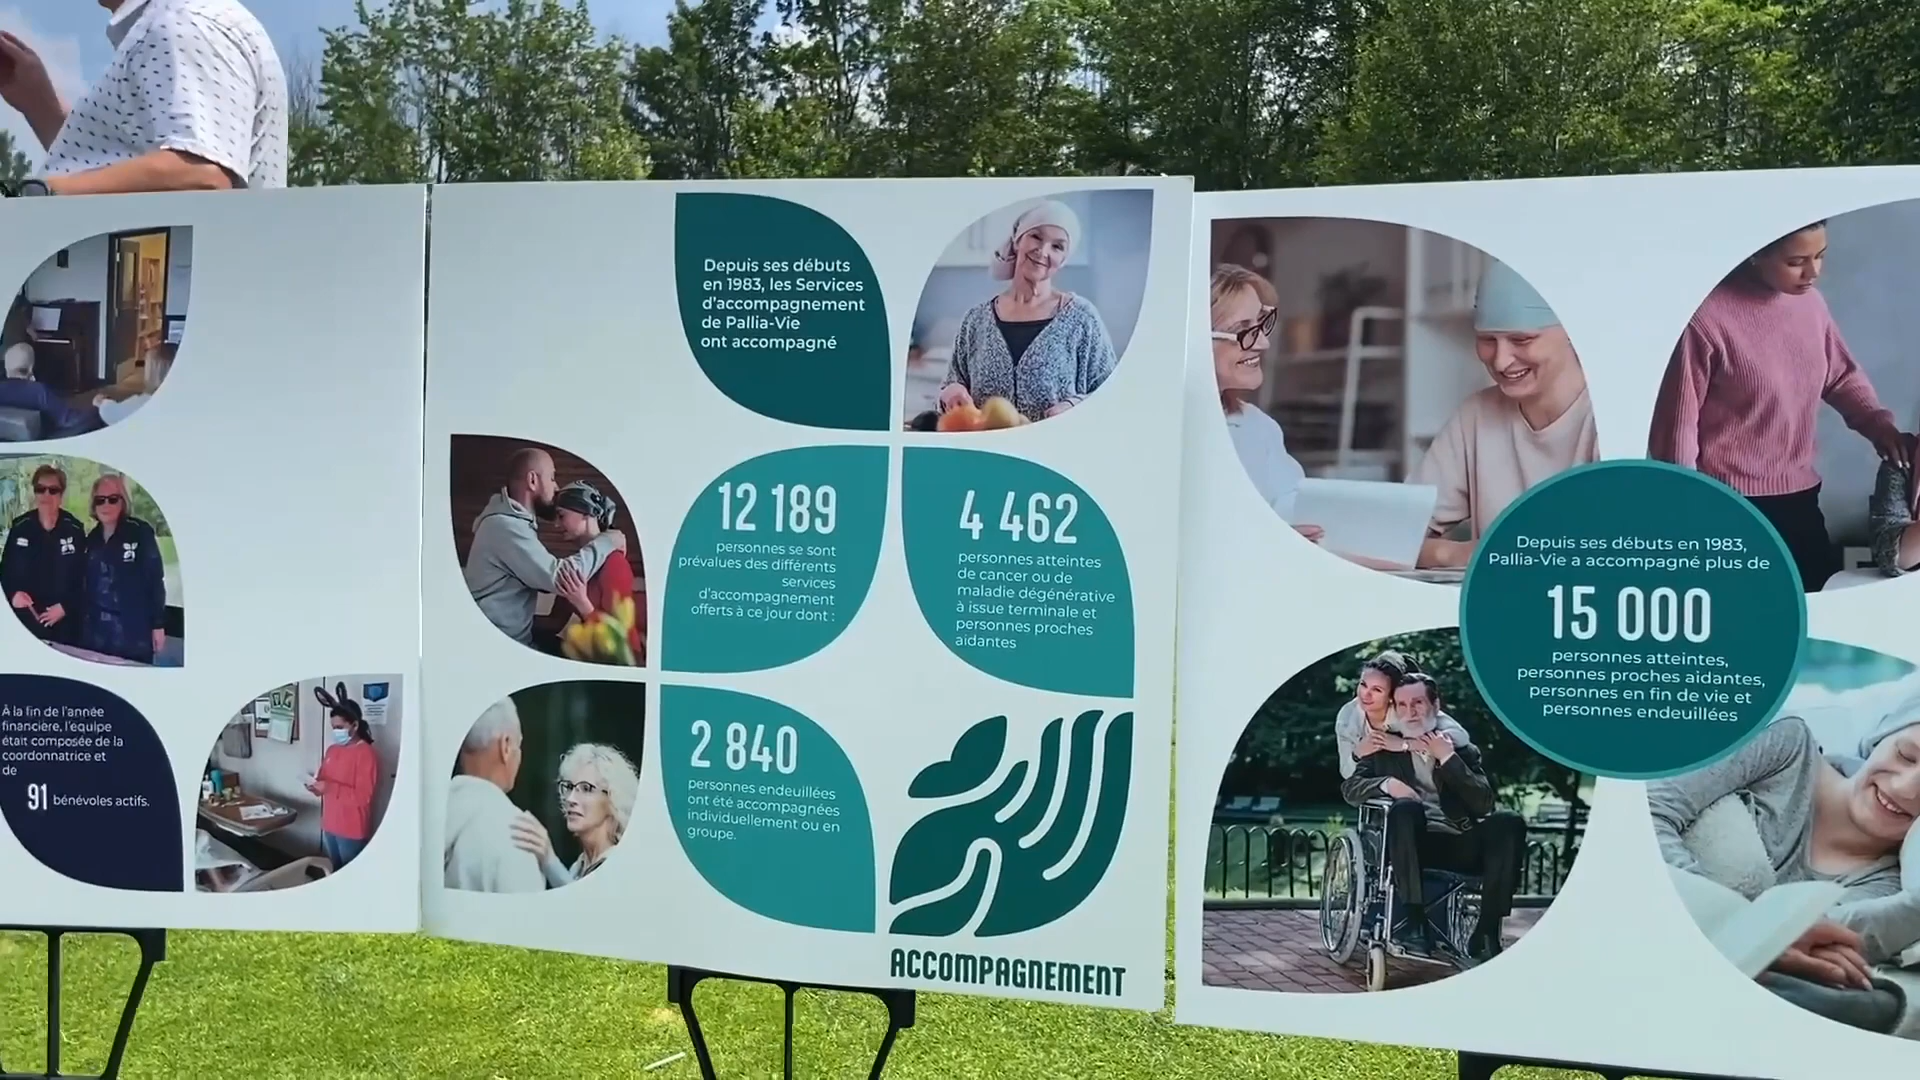 À la fin de l'année
financière, l'équipe
était composée de la
coordonnatrice et
de
91 bénévoles actifs.
Depuis ses débuts
en 1983, les Services
d'accompagnement
de Pallia-Vie
ont accompagné
12 189
personnes se sont
prévalues des différents
services
d'accompagnement
offerts à ce jour dont :
4 462
personnes atteintes
de cancer ou de
maladie dégénérative
à issue terminale et
personnes proches
aidantes
2 840
personnes endeuillées
ont été accompagnées
individuellement ou en
groupe.
ACCOMPAGNEMENT
Depuis ses débuts en 1983,
Pallia-Vie a accompagné plus de
15 000
personnes atteintes,
personnes proches aidantes,
personnes en fin de vie et
personnes endeuillées